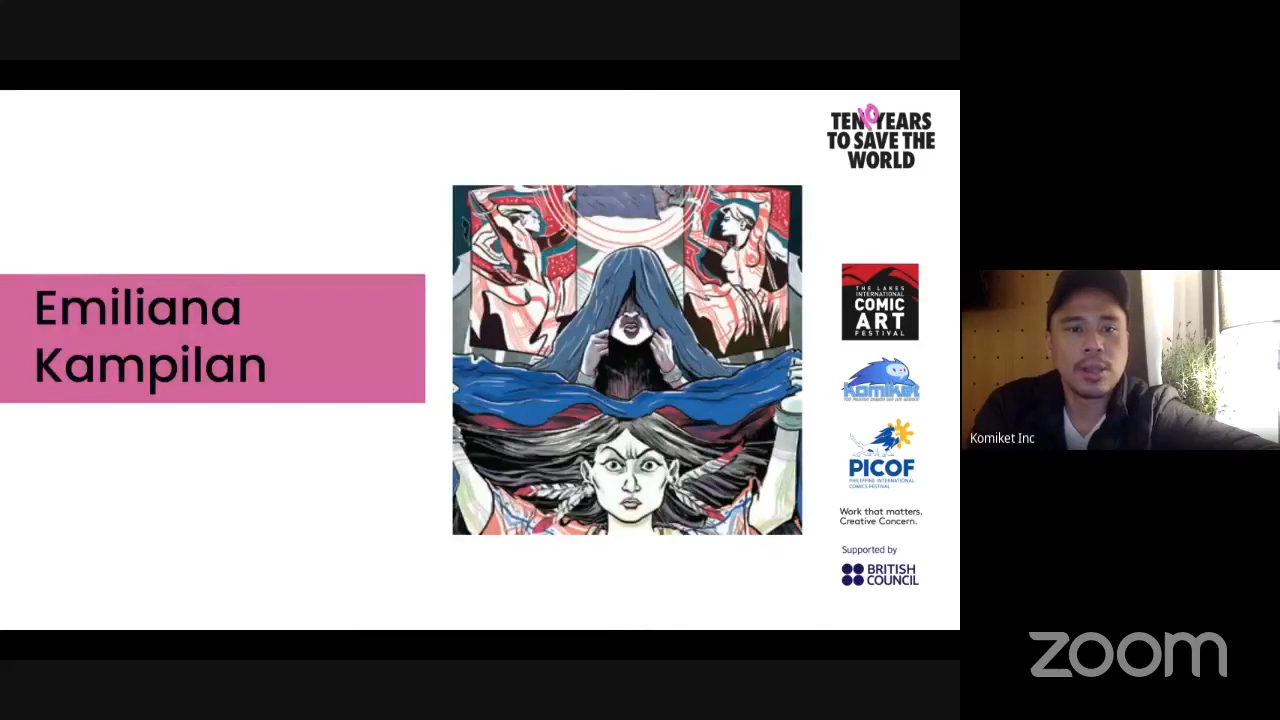 Emiliana
Kampilan
TEN 10 YEARS
TO SAVE THE
WORLD
THE LAKES
INTERNATIONAL
COMIC
ART
FESTIVAL
Komiket
PICOF
PHILIPPINE INTERNATIONAL
COMICS FESTIVAL
Work that matters.
Creative Concern.
Supported by
BRITISH
COUNCIL
Komiket Inc
zoom